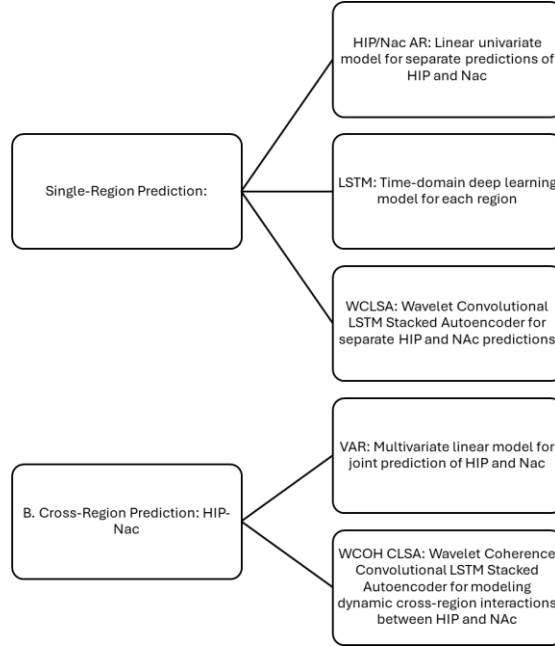 HIP/Nac AR: Linear univariate
model for separate predictions of
HIP and Nac
Single-Region Prediction:
LSTM: Time-domain deep learning
model for each region
WCLSA: Wavelet Convolutional
LSTM Stacked Autoencoder for
separate HIP and NAc predictions
VAR: Multivariate linear model for
joint prediction of HIP and Nac
B. Cross-Region Prediction: HIP-
Nac
WCOH CLSA: Wavelet Coherence
Convolutional LSTM Stacked
Autoencoder for modeling
dynamic cross-region interactions
between HIP and NAc